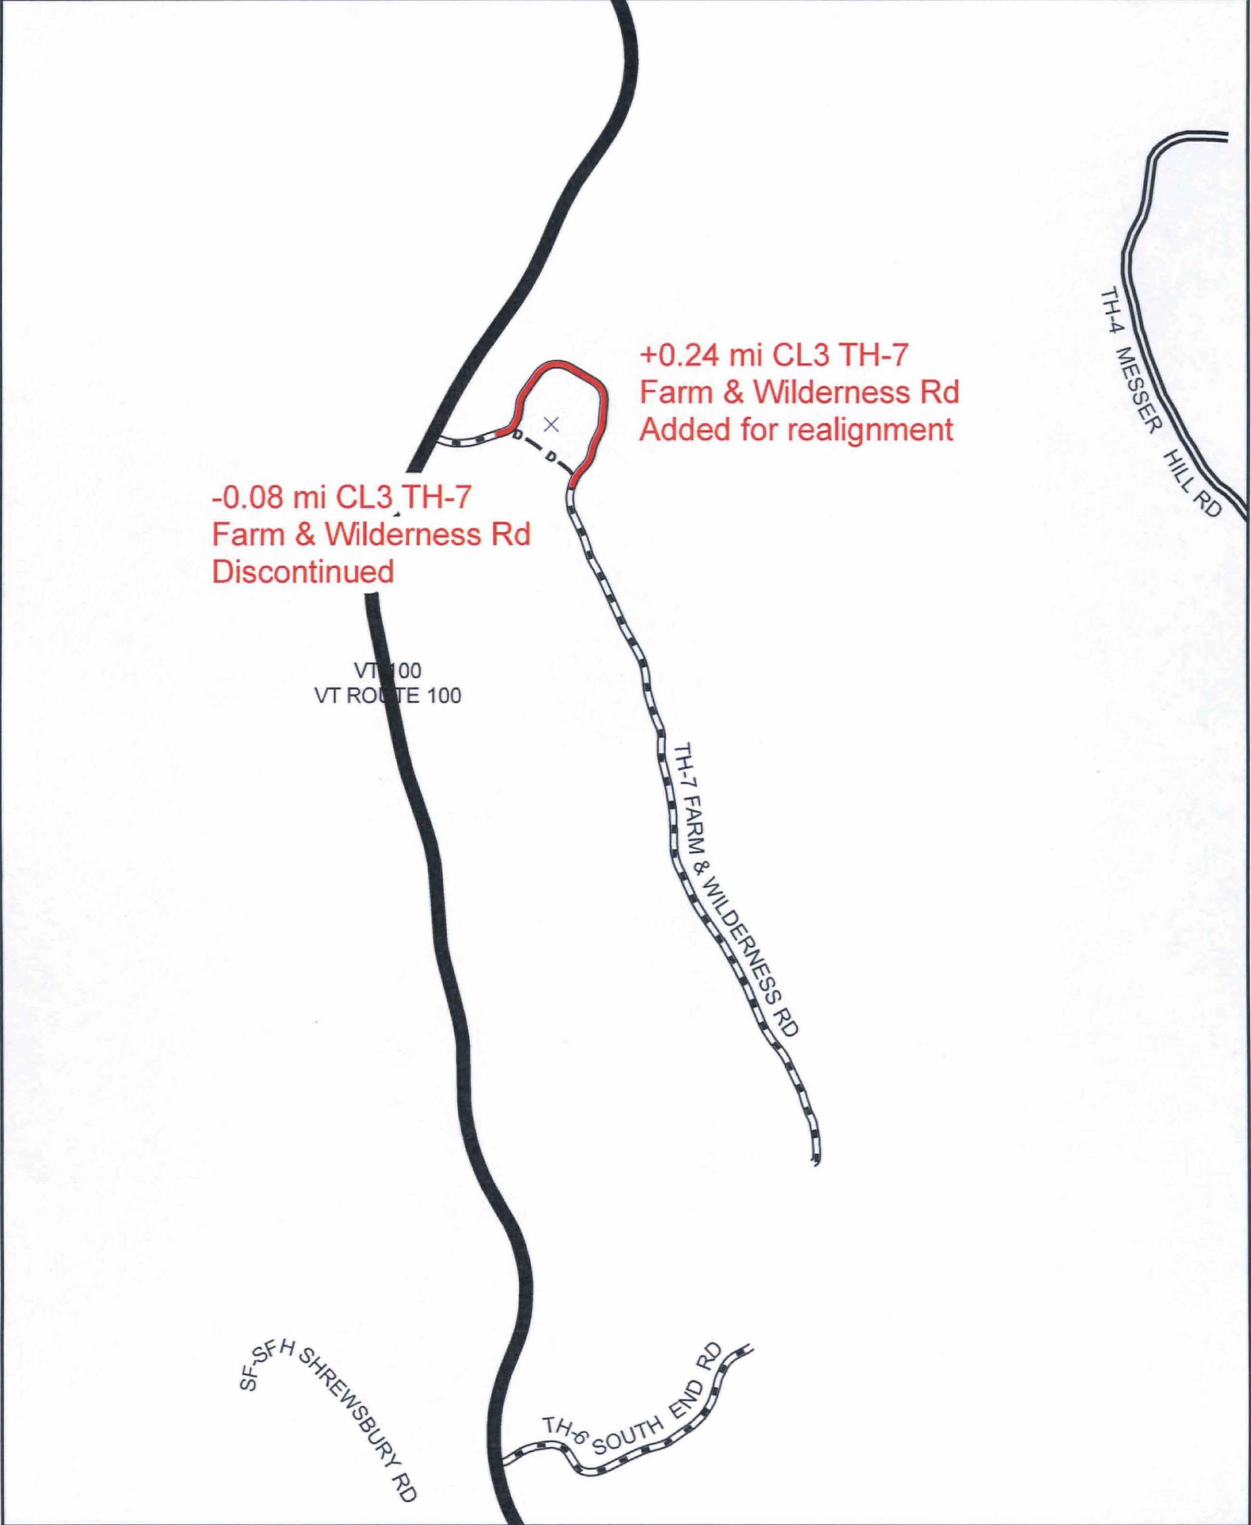 +0.24 mi CL3 TH-7
Farm & Wilderness Rd
Added for realignment
TH-4 MESSER HILL RD
D
D
-0.08 mi CL3 TH-7
Farm & Wilderness Rd
Discontinued
VT 100
VT ROUTE 100
TH-7 FARM & WILDERNESS RD
SF-SFH SHREWSBURY RD
TH-6 SOUTH END RD